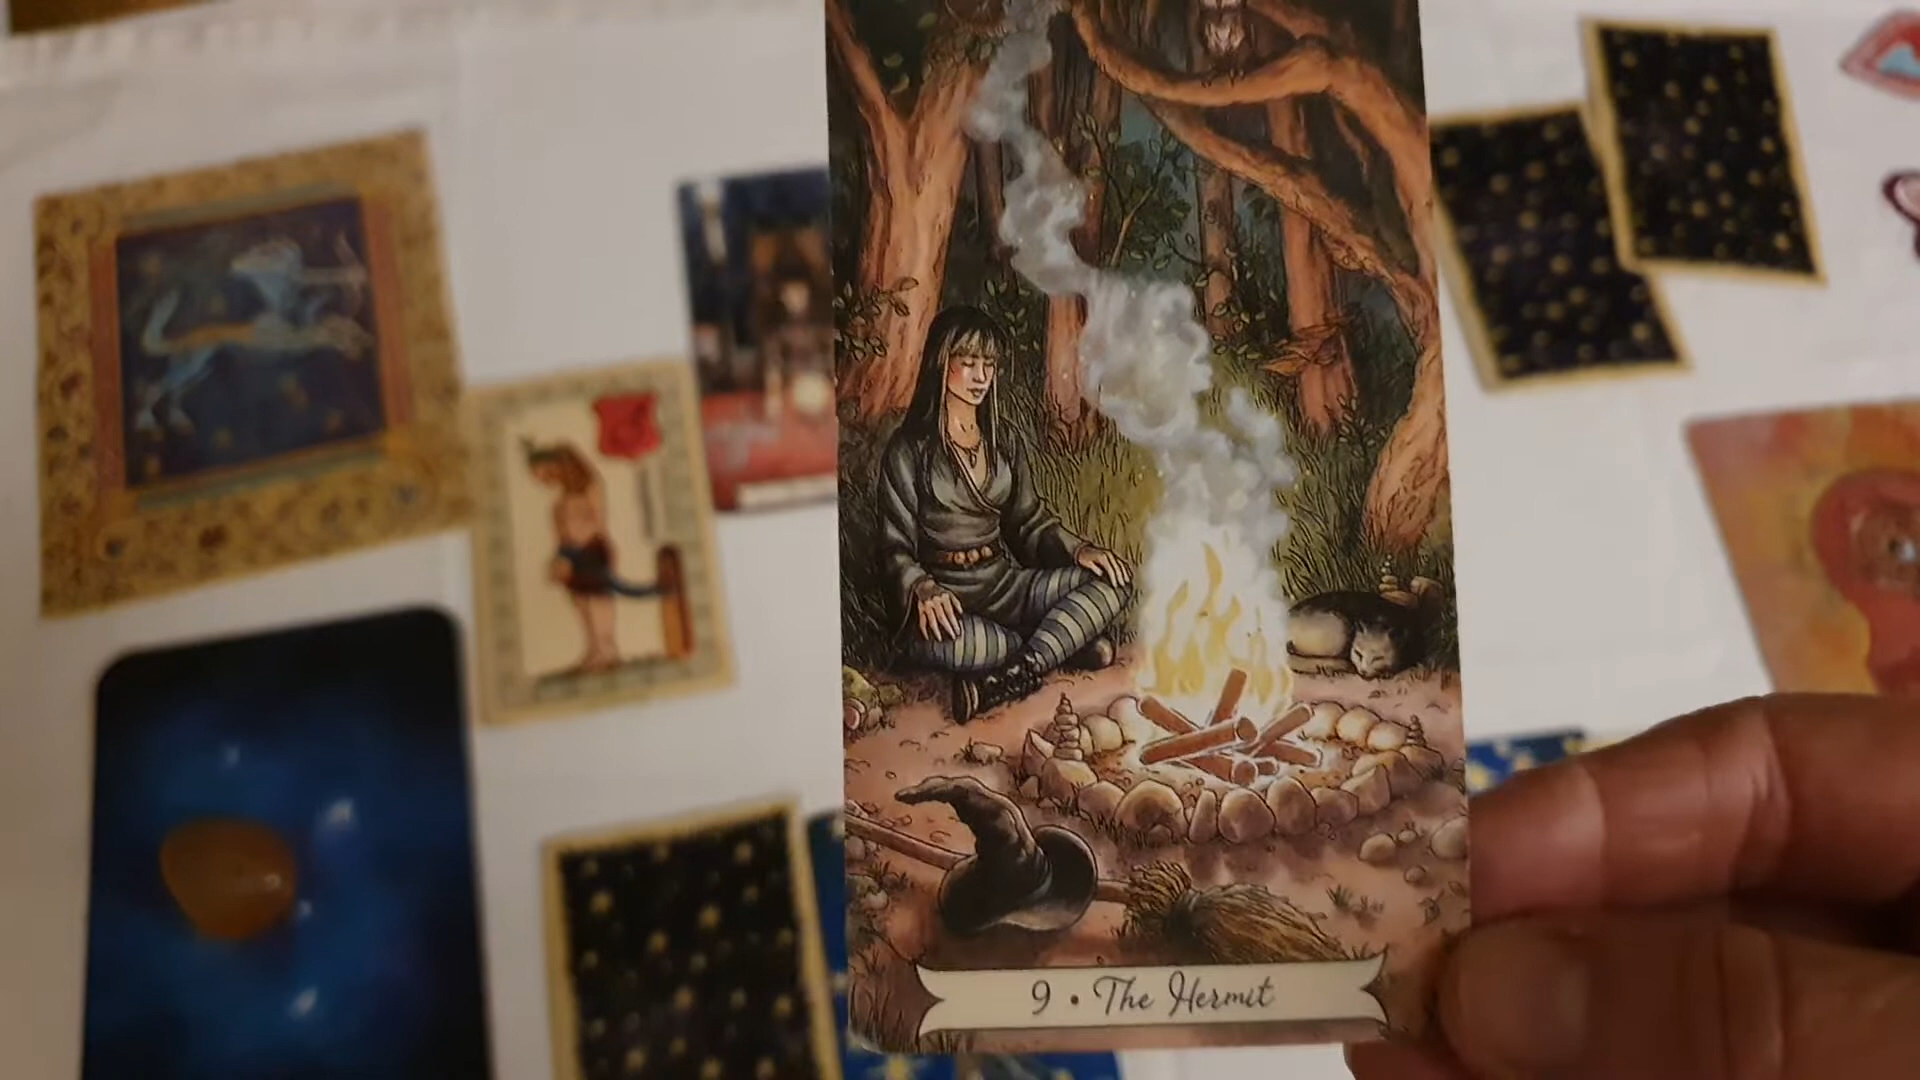 9 • The Hermit